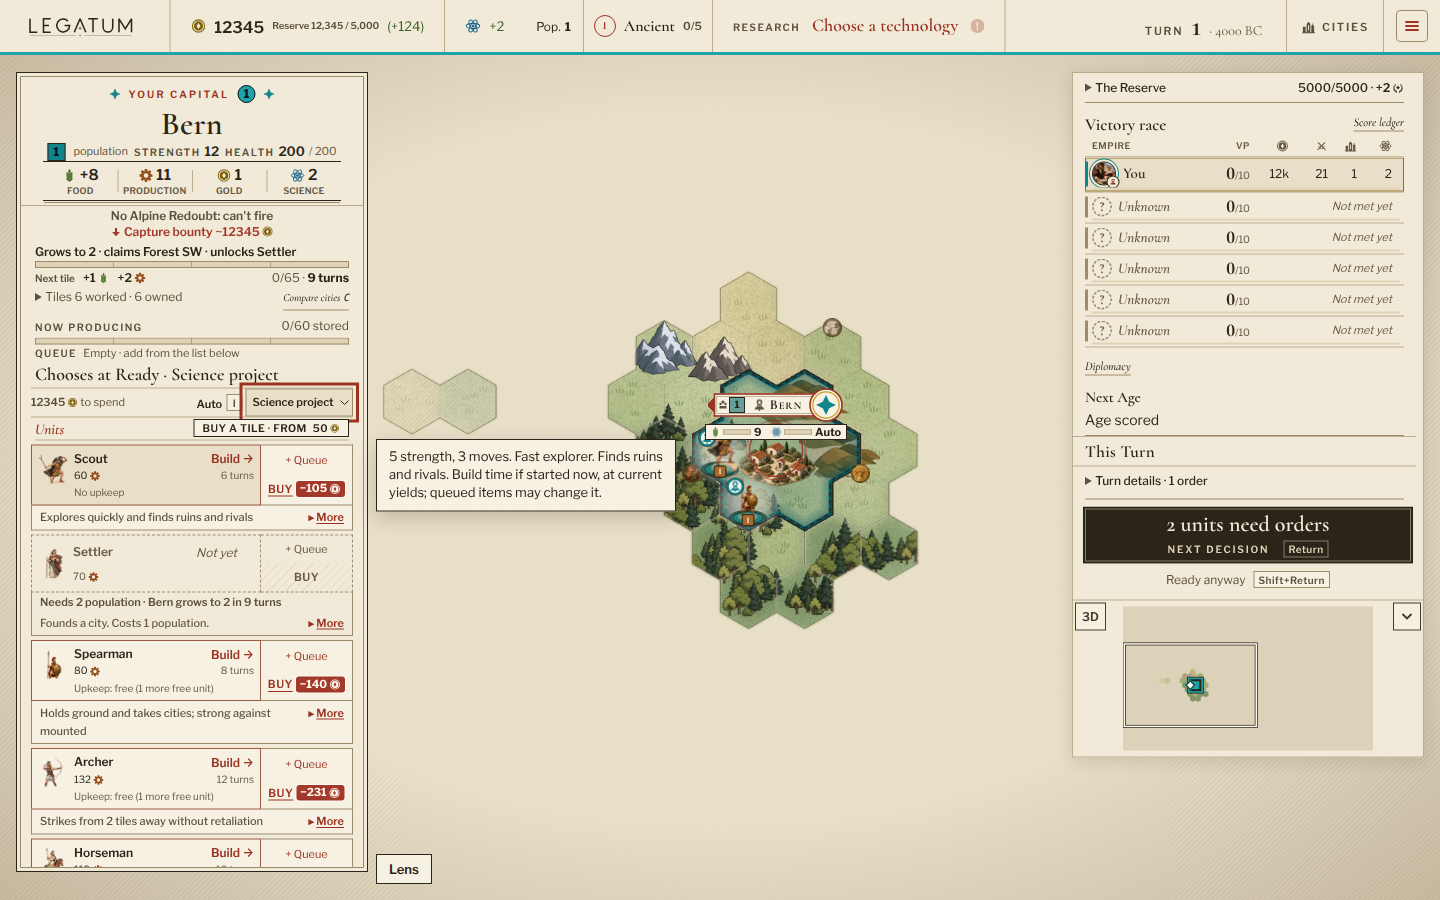 LEGATUM
12345 Reserve 12,345 / 5,000 (+124)
+2
Pop. 1
I Ancient 0/5
RESEARCH Choose a technology !
TURN 1 · 4000 BC
CITIES
YOUR CAPITAL 1
Bern
1 population STRENGTH 12 HEALTH 200 / 200
+8 11 1 2
FOOD PRODUCTION GOLD SCIENCE
No Alpine Redoubt: can't fire
Capture bounty ~12345
Grows to 2 · claims Forest SW · unlocks Settler
Next tile +1 +2 0/65 · 9 turns
Tiles 6 worked · 6 owned Compare cities C
NOW PRODUCING 0/60 stored
QUEUE Empty · add from the list below
Chooses at Ready · Science project
12345 to spend Auto Science project
Units BUY A TILE · FROM 50
Scout Build → + Queue
60 6 turns
No upkeep BUY −105
Explores quickly and finds ruins and rivals More
Settler Not yet + Queue
70 BUY
Needs 2 population · Bern grows to 2 in 9 turns
Founds a city. Costs 1 population. More
Spearman Build → + Queue
80 8 turns
Upkeep: free (1 more free unit) BUY −140
Holds ground and takes cities; strong against More
mounted
Archer Build → + Queue
132 12 turns
Upkeep: free (1 more free unit) BUY −231
Strikes from 2 tiles away without retaliation More
Horseman Build → + Queue
5 strength, 3 moves. Fast explorer. Finds ruins
and rivals. Build time if started now, at current
yields; queued items may change it.
1 BERN
9 Auto
I
I
Lens
The Reserve 5000/5000 · +2
Victory race Score ledger
EMPIRE VP
You 0/10 12k 21 1 2
? Unknown 0/10 Not met yet
? Unknown 0/10 Not met yet
? Unknown 0/10 Not met yet
? Unknown 0/10 Not met yet
? Unknown 0/10 Not met yet
Diplomacy
Next Age
Age scored
This Turn
Turn details · 1 order
2 units need orders
NEXT DECISION Return
Ready anyway Shift+Return
3D